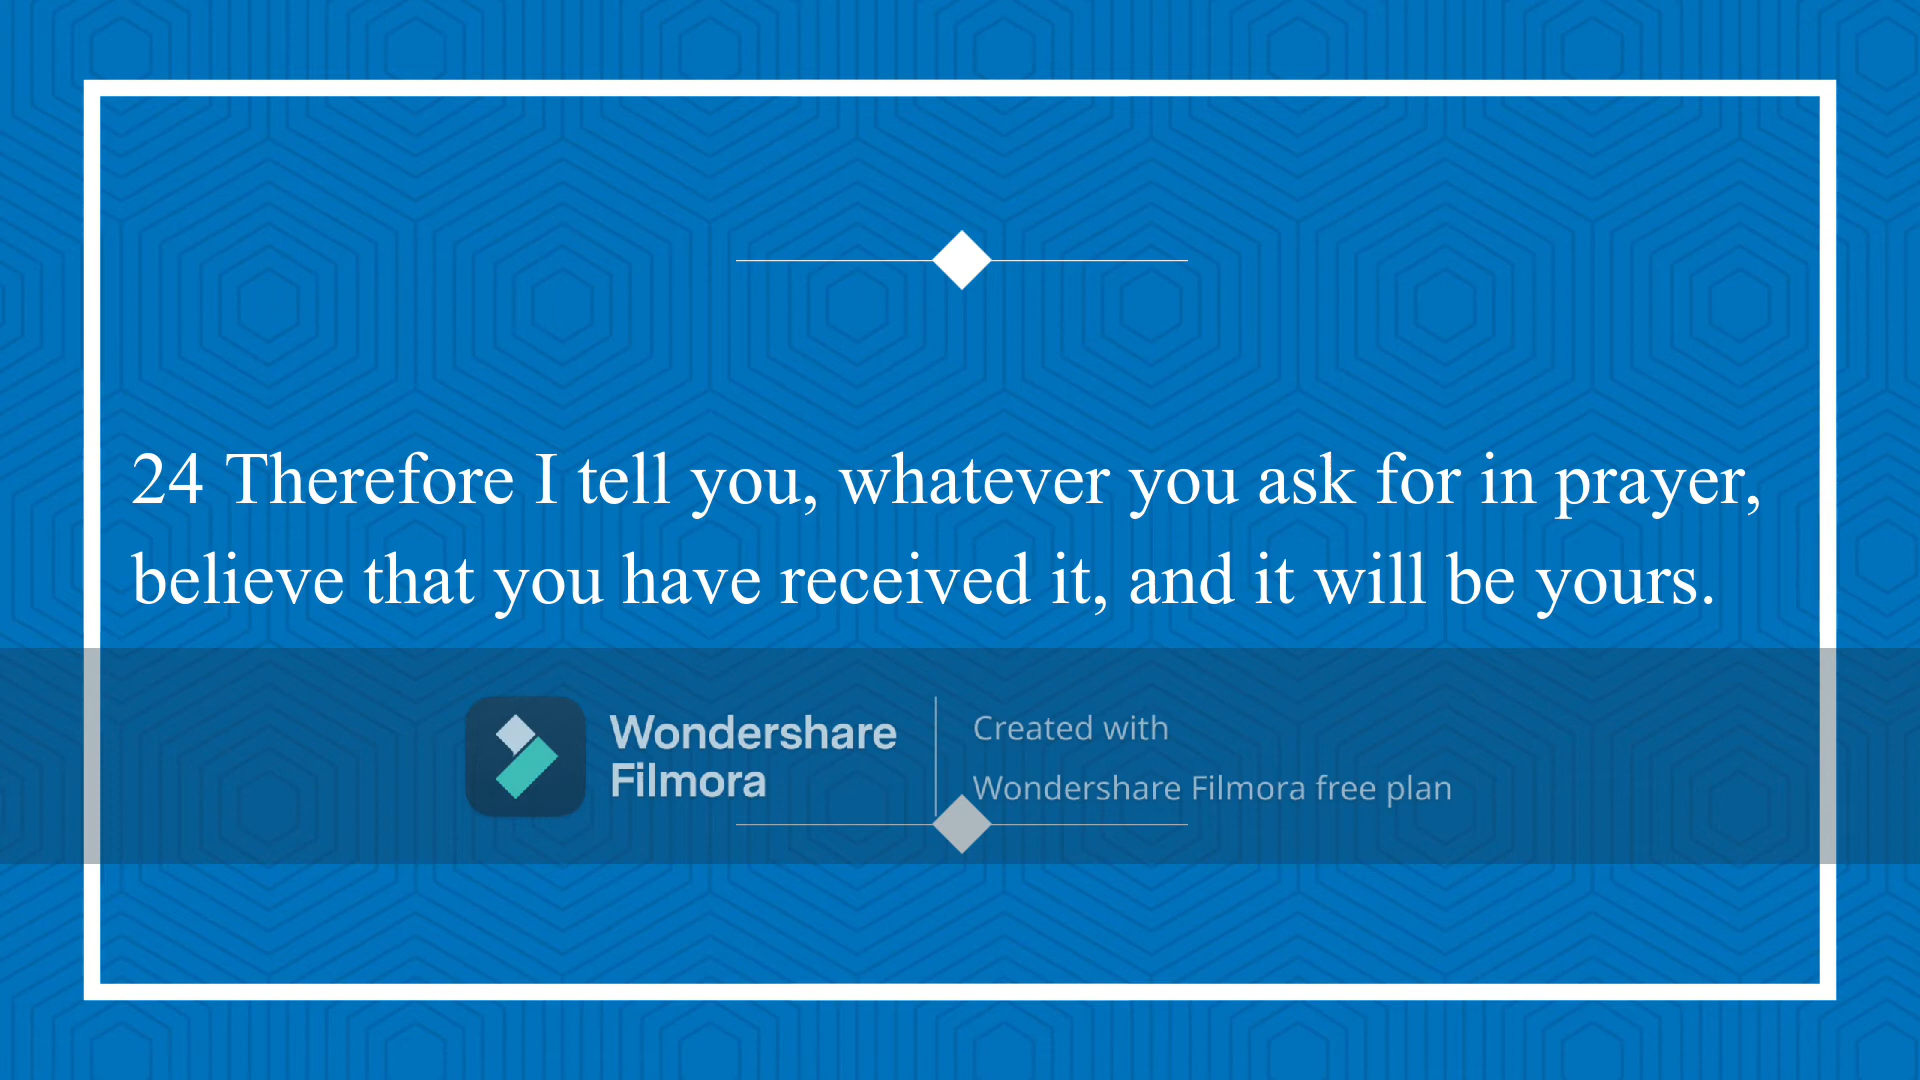 24 Therefore I tell you, whatever you ask for in prayer,
believe that you have received it, and it will be yours.
Wondershare
Filmora
Created with
Wondershare Filmora free plan